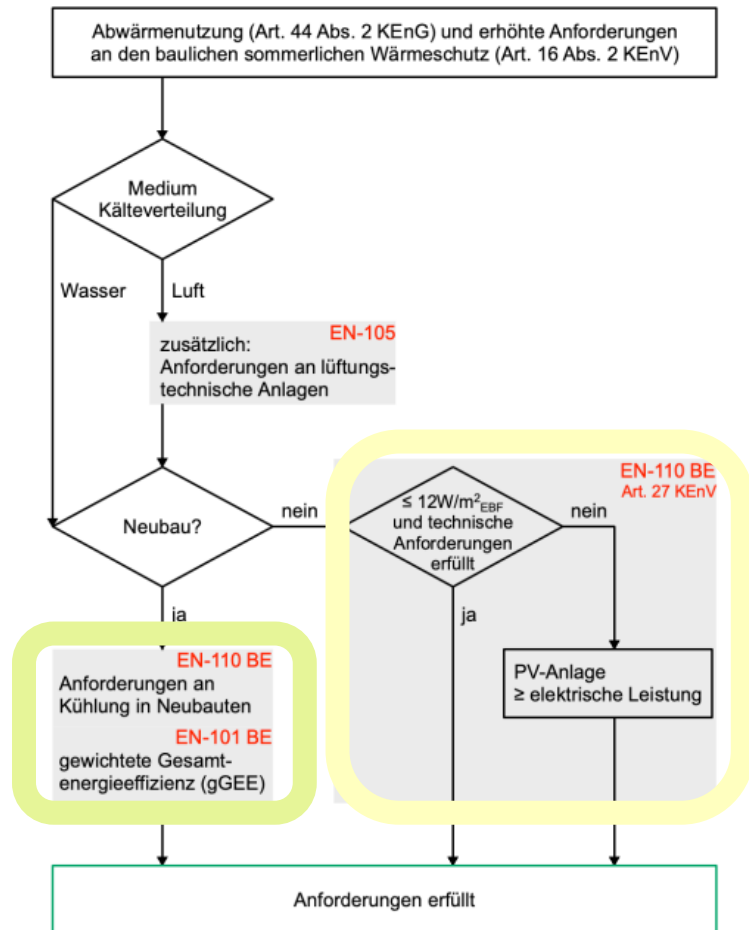 Abwärmenutzung (Art. 44 Abs. 2 KEnG) und erhöhte Anforderungen
an den baulichen sommerlichen Wärmeschutz (Art. 16 Abs. 2 KEnV)
Medium
Kälteverteilung
Wasser
Luft
EN-105
zusätzlich:
Anforderungen an lüftungs-
technische Anlagen
Neubau?
nein
EN-110 BE
Art. 27 KEnV
≤ 12W/m²EBF
und technische
Anforderungen
erfüllt
nein
ja
ja
EN-110 BE
Anforderungen an
Kühlung in Neubauten
EN-101 BE
gewichtete Gesamt-
energieeffizienz (gGEE)
PV-Anlage
≥ elektrische Leistung
Anforderungen erfüllt